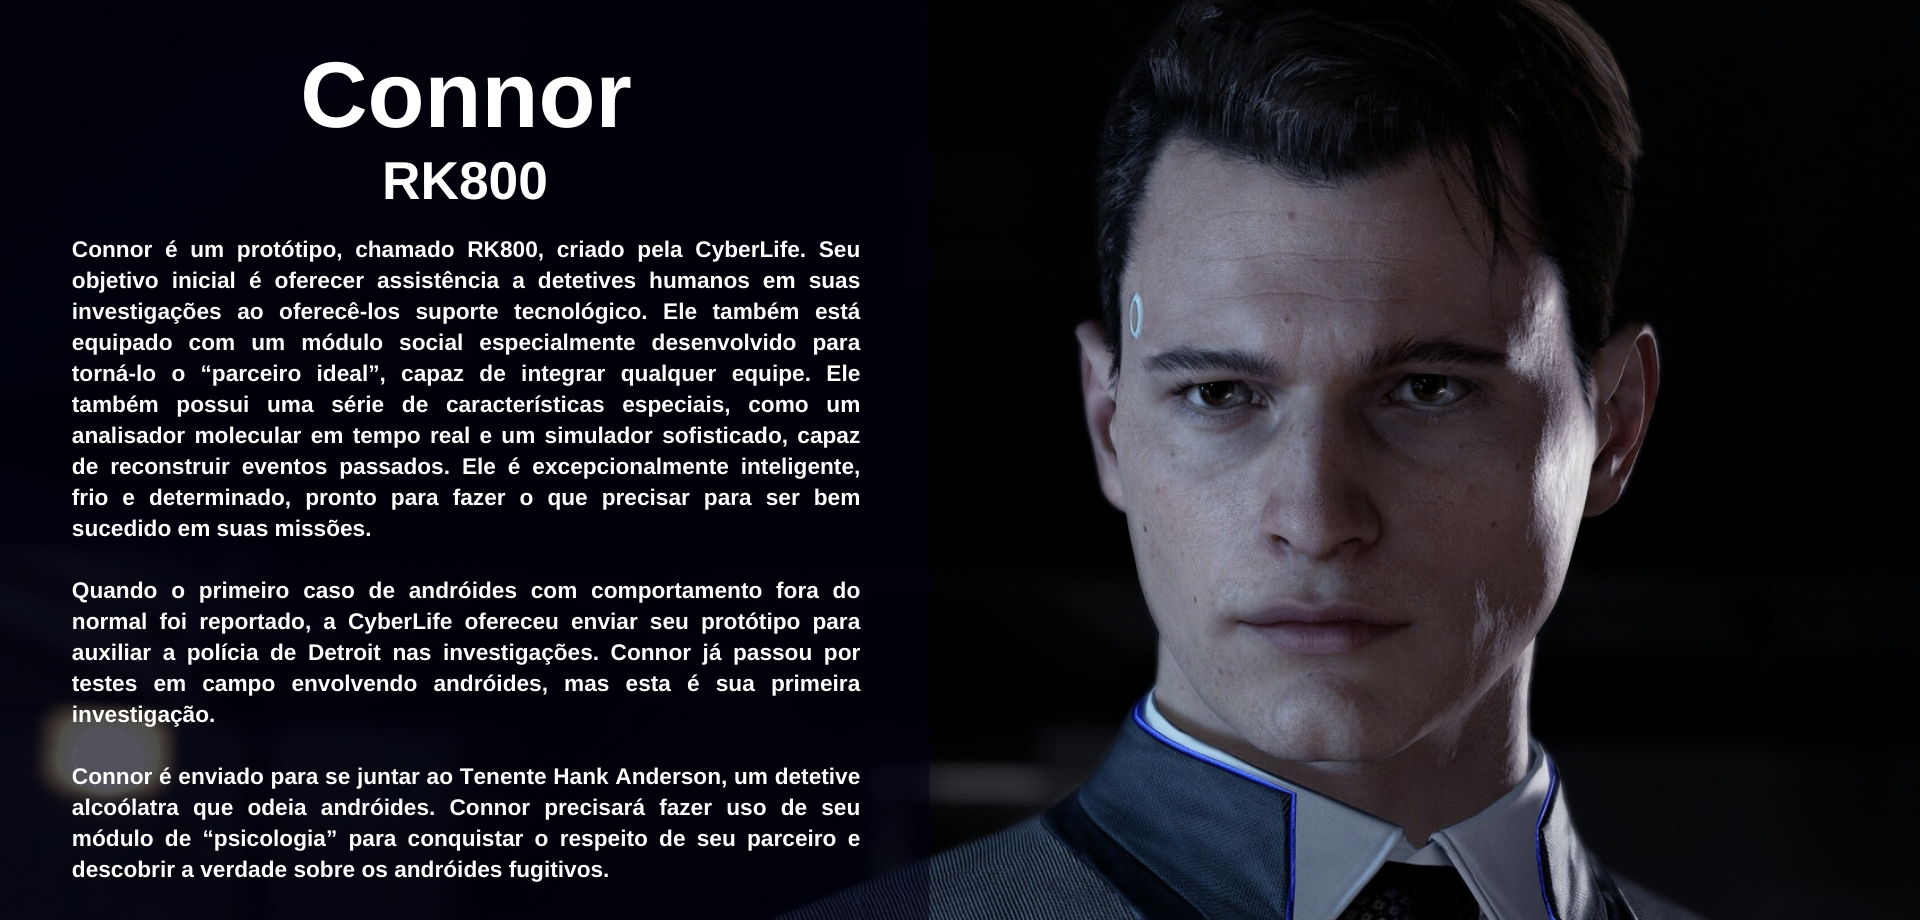 Connor
RK800
Connor é um protótipo, chamado RK800, criado pela CyberLife. Seu
objetivo inicial é oferecer assistência a detetives humanos em suas
investigações ao oferecê-los suporte tecnológico. Ele também está
equipado com um módulo social especialmente desenvolvido para
torná-lo o “parceiro ideal”, capaz de integrar qualquer equipe. Ele
também possui uma série de características especiais, como um
analisador molecular em tempo real e um simulador sofisticado, capaz
de reconstruir eventos passados. Ele é excepcionalmente inteligente,
frio e determinado, pronto para fazer o que precisar para ser bem
sucedido em suas missões.
Quando o primeiro caso de andróides com comportamento fora do
normal foi reportado, a CyberLife ofereceu enviar seu protótipo para
auxiliar a polícia de Detroit nas investigações. Connor já passou por
testes em campo envolvendo andróides, mas esta é sua primeira
investigação.
Connor é enviado para se juntar ao Tenente Hank Anderson, um detetive
alcoólatra que odeia andróides. Connor precisará fazer uso de seu
módulo de “psicologia” para conquistar o respeito de seu parceiro e
descobrir a verdade sobre os andróides fugitivos.